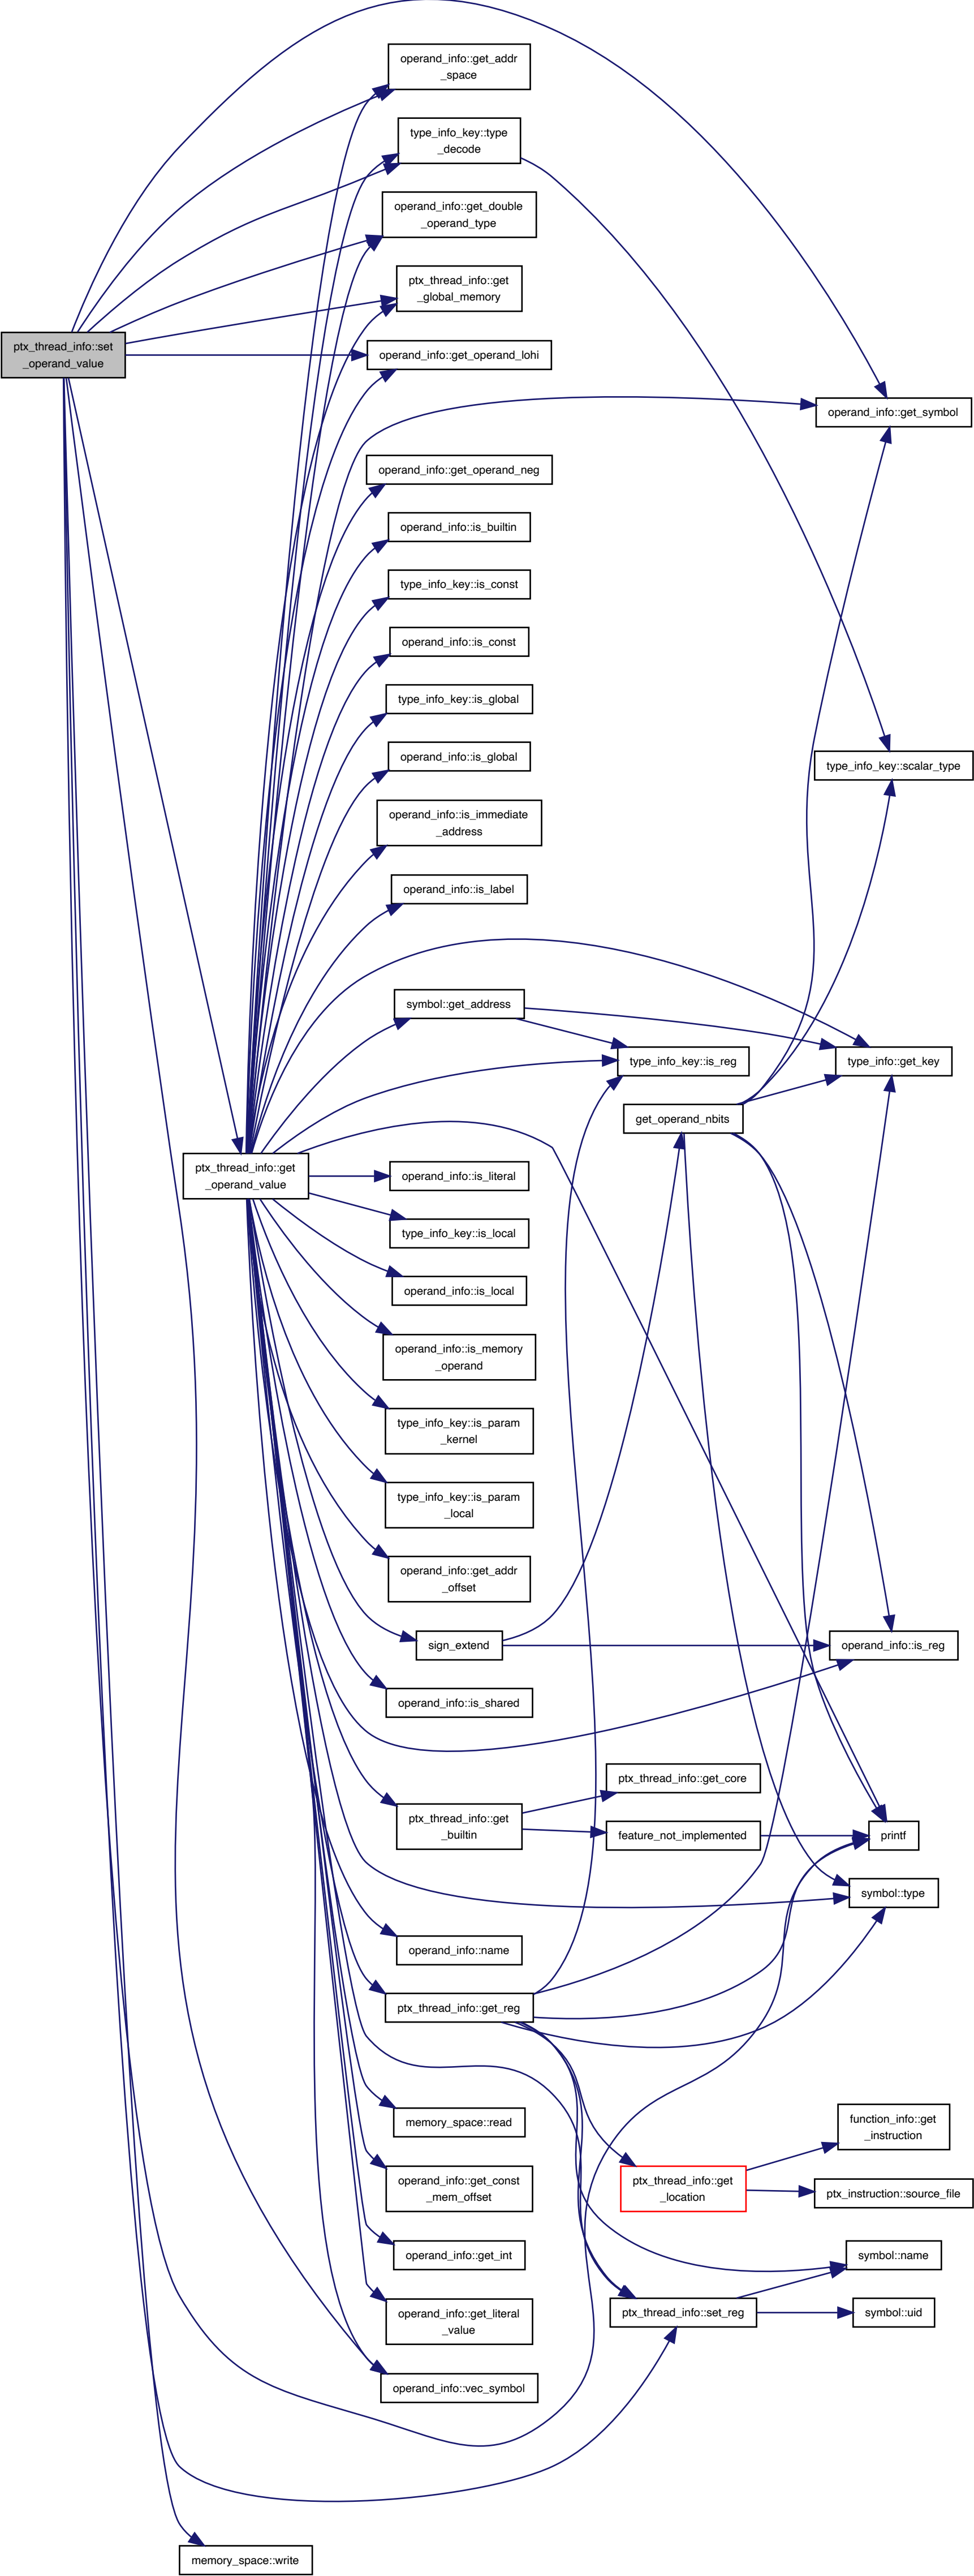 operand_info::get_addr
_space
type_info_key::type
_decode
operand_info::get_double
_operand_type
ptx_thread_info::get
_global_memory
ptx_thread_info::set
_operand_value
operand_info::get_operand_lohi
operand_info::get_symbol
operand_info::get_operand_neg
operand_info::is_builtin
type_info_key::is_const
operand_info::is_const
type_info_key::is_global
operand_info::is_global
type_info_key::scalar_type
operand_info::is_immediate
_address
operand_info::is_label
symbol::get_address
type_info_key::is_reg
type_info::get_key
get_operand_nbits
ptx_thread_info::get
_operand_value
operand_info::is_literal
type_info_key::is_local
operand_info::is_local
operand_info::is_memory
_operand
type_info_key::is_param
_kernel
type_info_key::is_param
_local
operand_info::get_addr
_offset
sign_extend
operand_info::is_reg
operand_info::is_shared
ptx_thread_info::get_core
ptx_thread_info::get
_builtin
feature_not_implemented
printf
symbol::type
operand_info::name
ptx_thread_info::get_reg
memory_space::read
function_info::get
_instruction
operand_info::get_const
_mem_offset
ptx_thread_info::get
_location
ptx_instruction::source_file
operand_info::get_int
symbol::name
operand_info::get_literal
_value
ptx_thread_info::set_reg
symbol::uid
operand_info::vec_symbol
memory_space::write